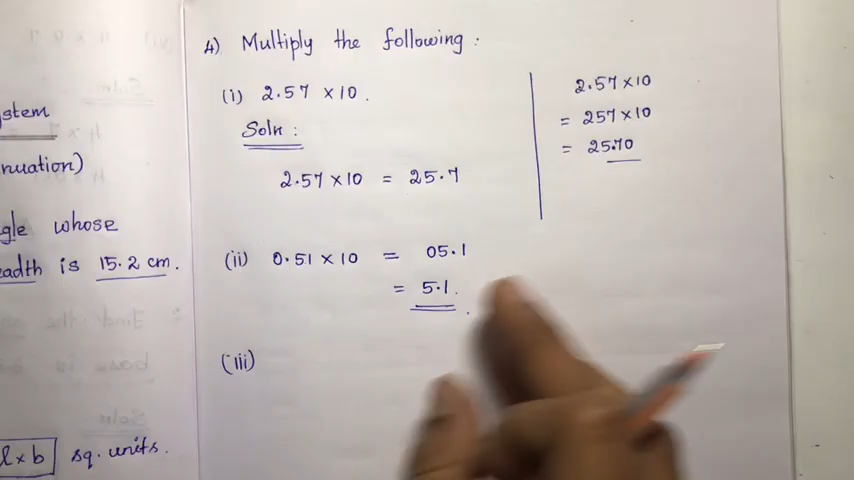 stem
nuation)
gle whose
eadth is 15.2 cm.
l x b sq. units.
4) Multiply the following :
(i) 2.57 x 10.
Soln :
2.57 x 10 = 25.7
(ii) 0.51 x 10 = 05.1
= 5.1.
(iii)
2.57 x 10
= 257 x 10
= 25.70